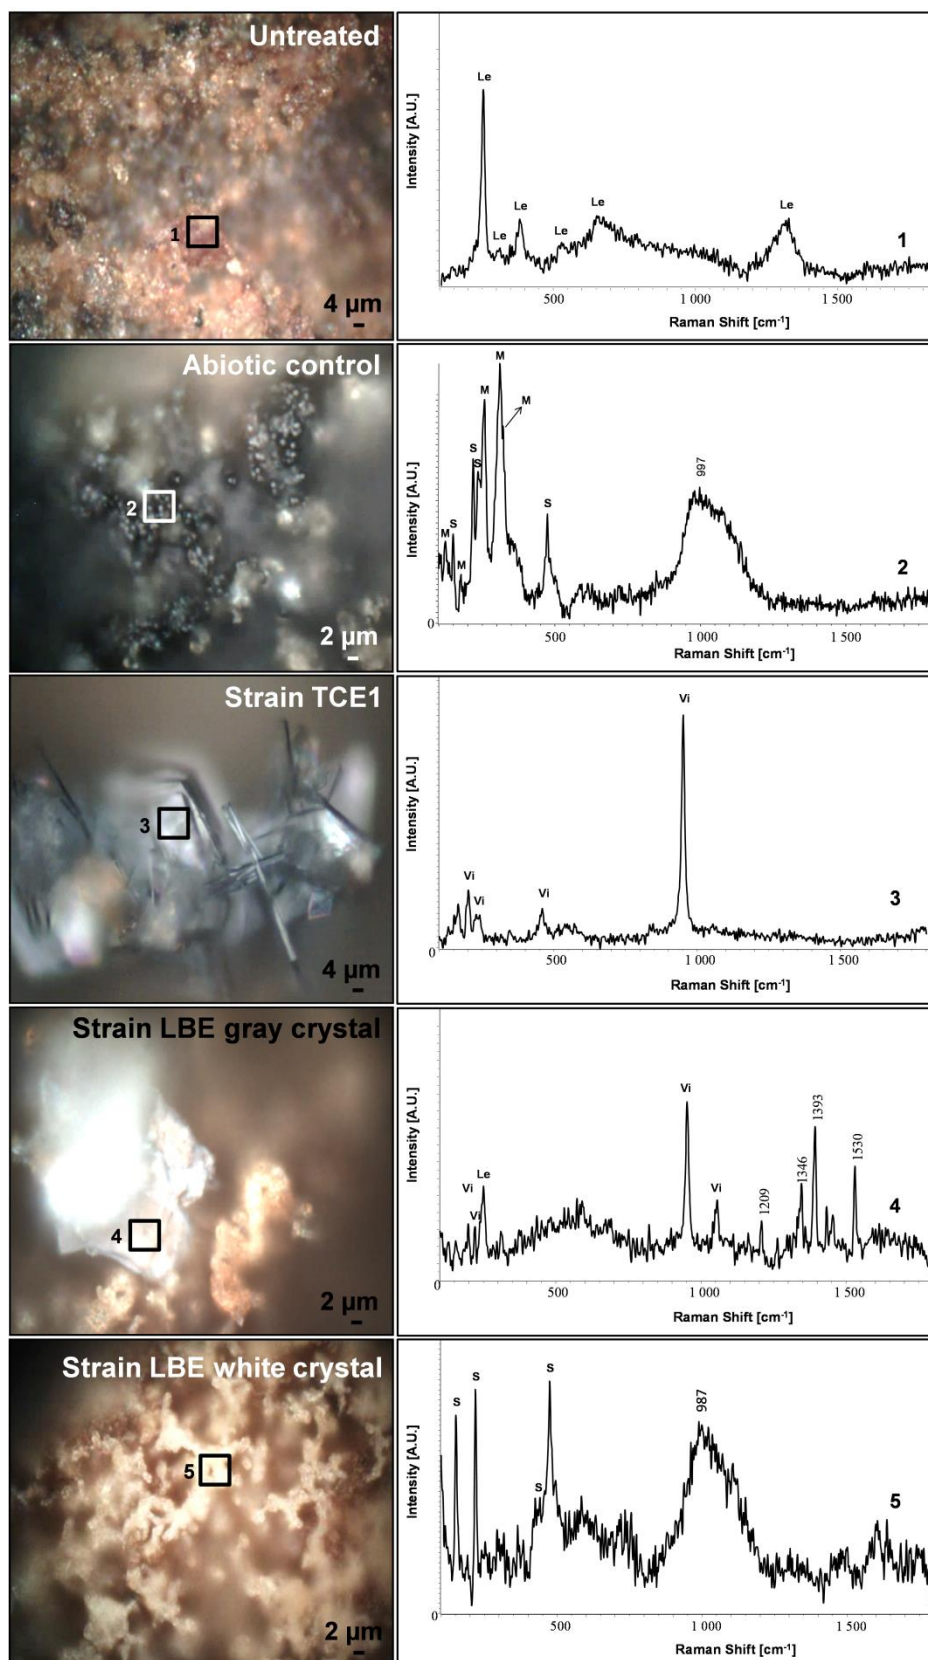 Untreated
1
4 µm
Intensity [A.U.]
Le
Le
Le
Le
Le
Le
1
500
1 000
1 500
Raman Shift [cm-1]
Abiotic control
2
2 µm
Intensity [A.U.]
M
S
M
S
S
M
M
M
S
997
2
0
500
1 000
1 500
Raman Shift [cm-1]
Strain TCE1
3
4 µm
Intensity [A.U.]
Vi
Vi
Vi
Vi
3
0
500
1 000
1 500
Raman Shift [cm-1]
Strain LBE gray crystal
4
2 µm
Intensity [A.U.]
Vi
Vi
Le
Vi
Vi
1209
1346
1393
1530
4
0
500
1 000
1 500
Raman Shift [cm-1]
Strain LBE white crystal
5
2 µm
Intensity [A.U.]
S
S
S
S
987
5
0
500
1 000
1 500
Raman Shift [cm-1]